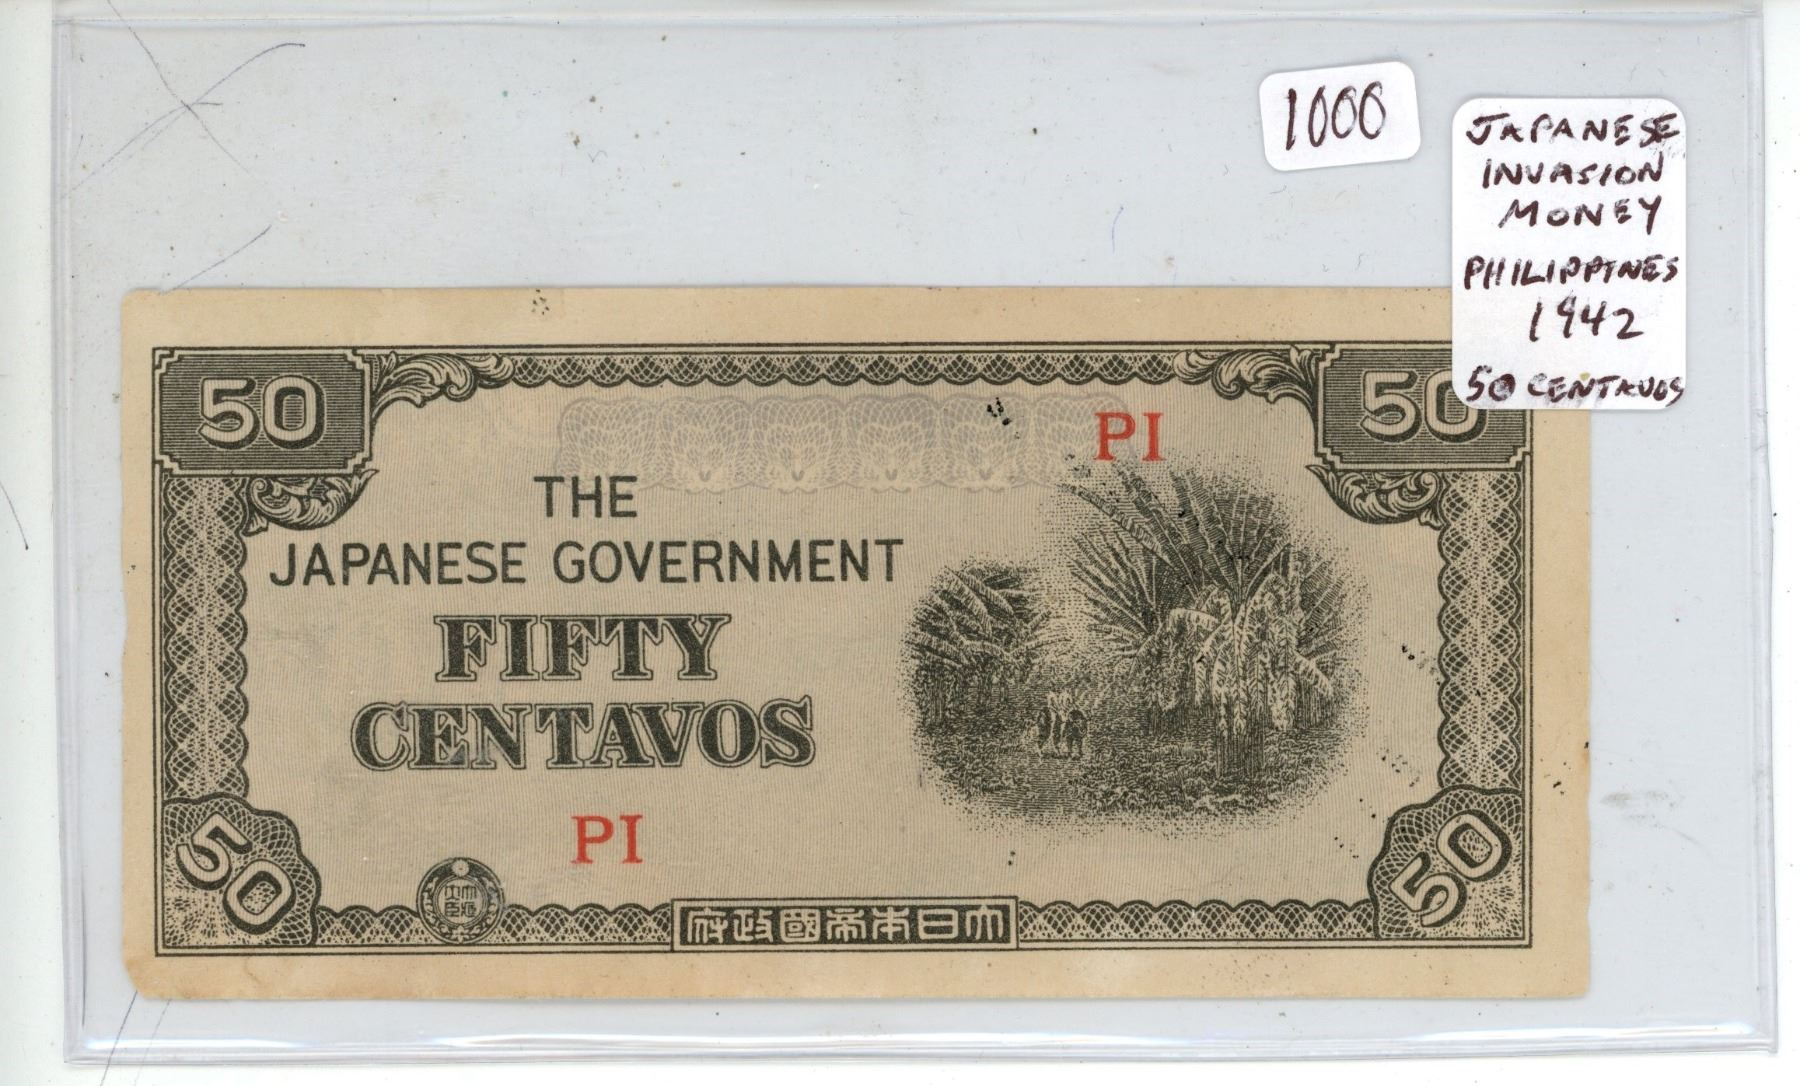 1000
JAPANESE
INVASION
MONEY
PHILIPPINES
1942
50 CENTAVOS
50
50
PI
THE
JAPANESE GOVERNMENT
FIFTY
CENTAVOS
PI
50
府政國帝本日大
50